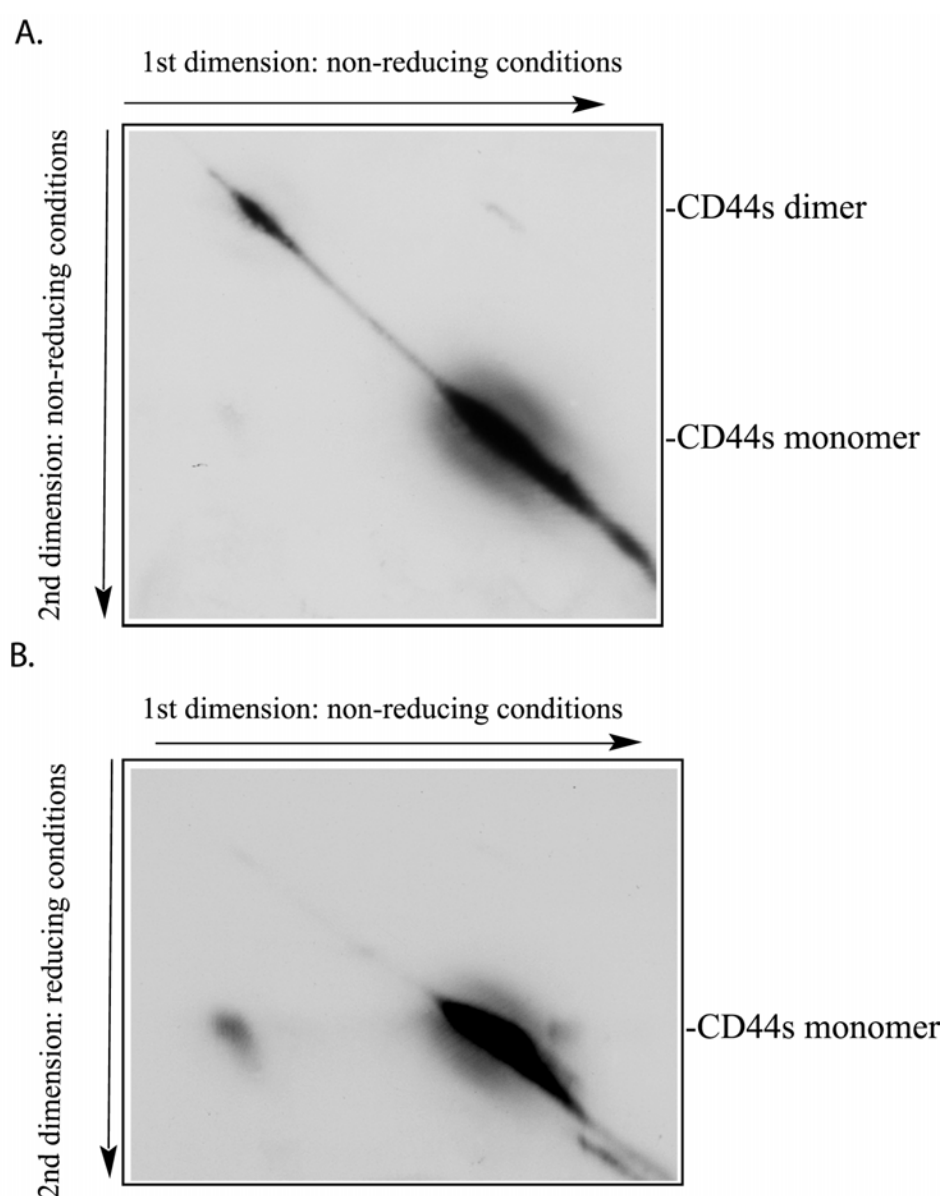 A.
1st dimension: non-reducing conditions
2nd dimension: non-reducing conditions
-CD44s dimer
-CD44s monomer
B.
1st dimension: non-reducing conditions
2nd dimension: reducing conditions
-CD44s monomer